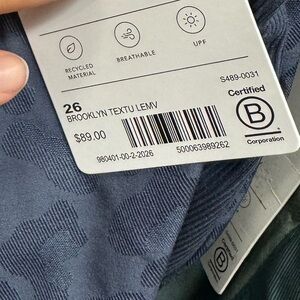 RECYCLED
MATERIAL
BREATHABLE
UPF
S489-0031
26
BROOKLYN TEXTU LEMV
$89.00
980401-00-2-2026
500063989262
Certified
B
Corporation